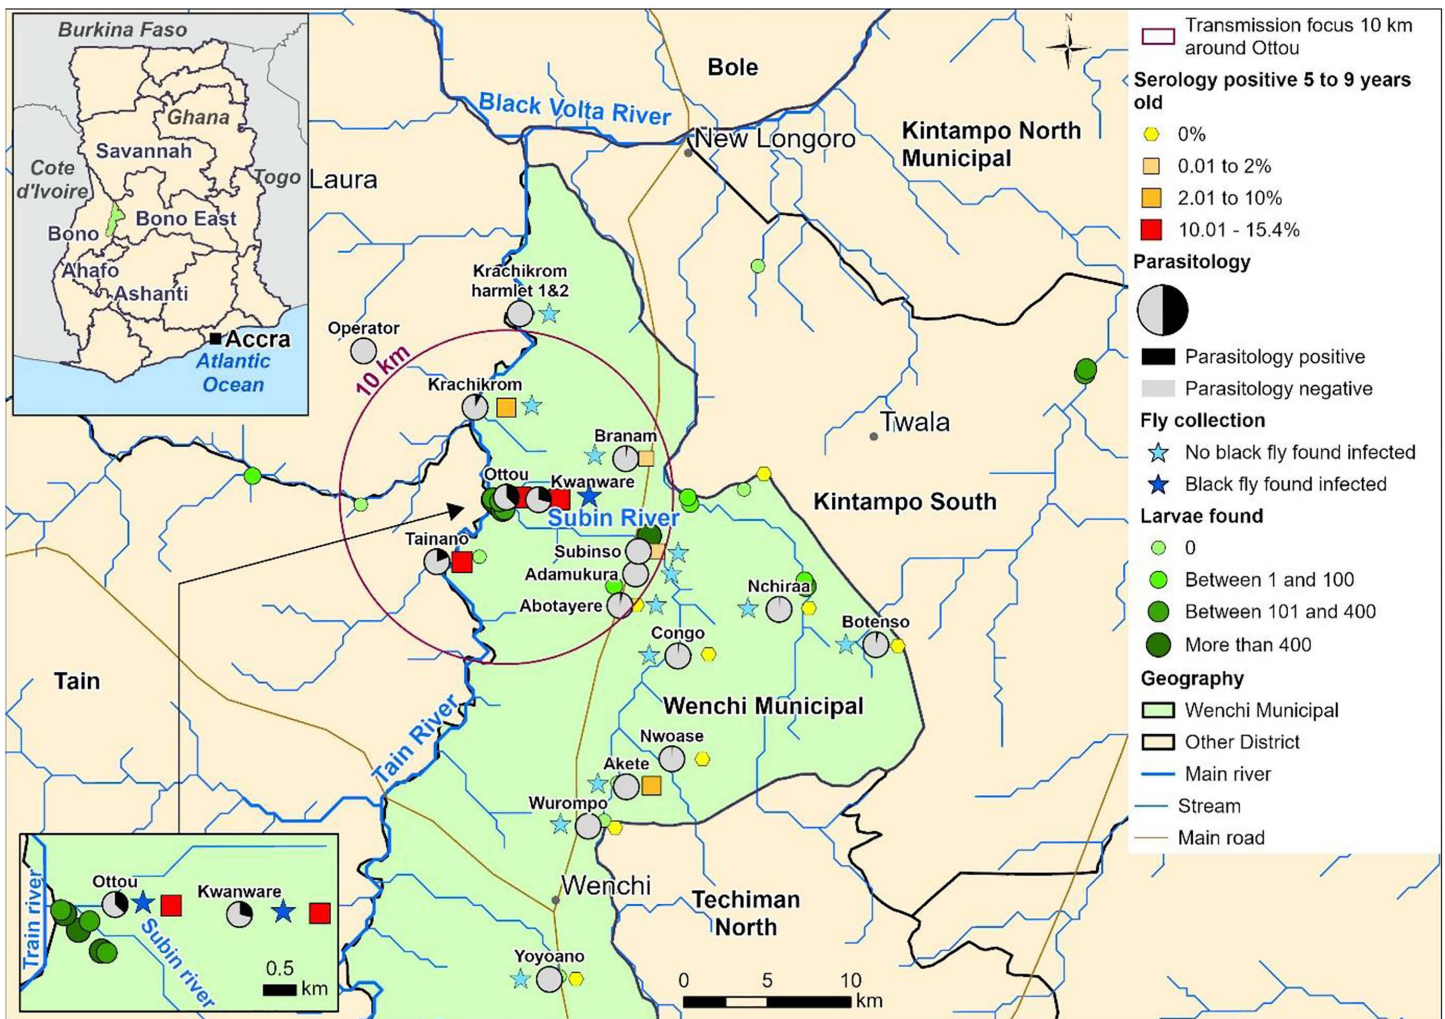 Burkina Faso
Ghana
Savannah
Cote
d'Ivoire
Togo
Bono East
Bono
Ahafo
Ashanti
Accra
Atlantic
Ocean
N
Bole
Black Volta River
New Longoro
Kintampo North
Municipal
Laura
Krachikrom
harmlet 1&2
Operator
10 km
Krachikrom
Twala
Branam
Ottou
Kwanware
Kintampo South
Subin River
Tainano
Subinso
Adamukura
Abotayere
Nchiraa
Botenso
Congo
Tain
Wenchi Municipal
Tain River
Nwoase
Akete
Wurompo
Wenchi
Techiman
North
Yoyoano
0 5 10
km
Train river
Ottou
Kwanware
Subin river
0.5
km
Transmission focus 10 km
around Ottou
Serology positive 5 to 9 years
old
0%
0.01 to 2%
2.01 to 10%
10.01 - 15.4%
Parasitology
Parasitology positive
Parasitology negative
Fly collection
No black fly found infected
Black fly found infected
Larvae found
0
Between 1 and 100
Between 101 and 400
More than 400
Geography
Wenchi Municipal
Other District
Main river
Stream
Main road